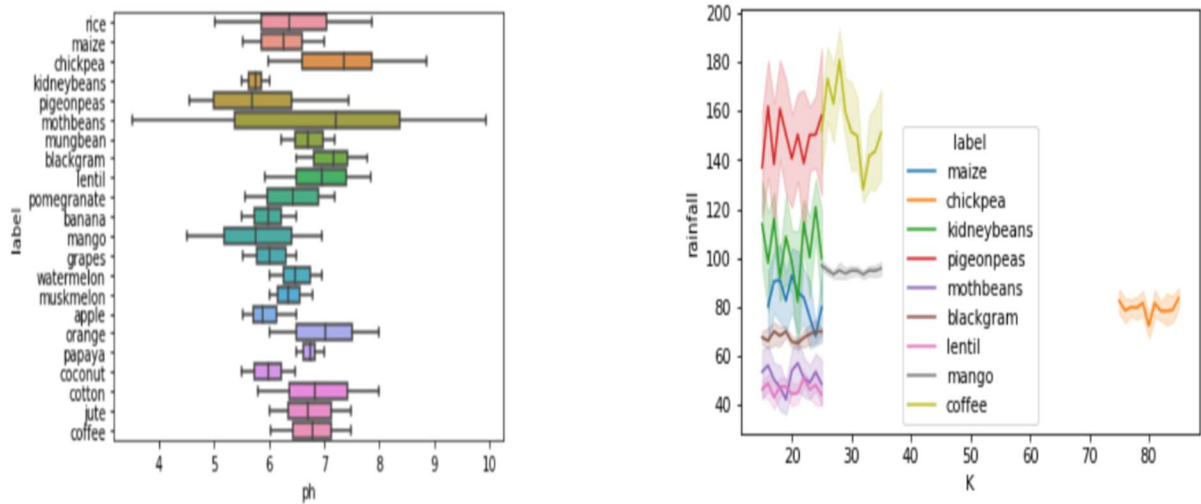 label
rice
maize
chickpea
kidneybeans
pigeonpeas
mothbeans
mungbean
blackgram
lentil
pomegranate
banana
mango
grapes
watermelon
muskmelon
apple
orange
papaya
coconut
cotton
jute
coffee
4 5 6 7 8 9 10
ph
rainfall
200
180
160
140
120
100
80
60
40
20 30 40 50 60 70 80
K
label
maize
chickpea
kidneybeans
pigeonpeas
mothbeans
blackgram
lentil
mango
coffee